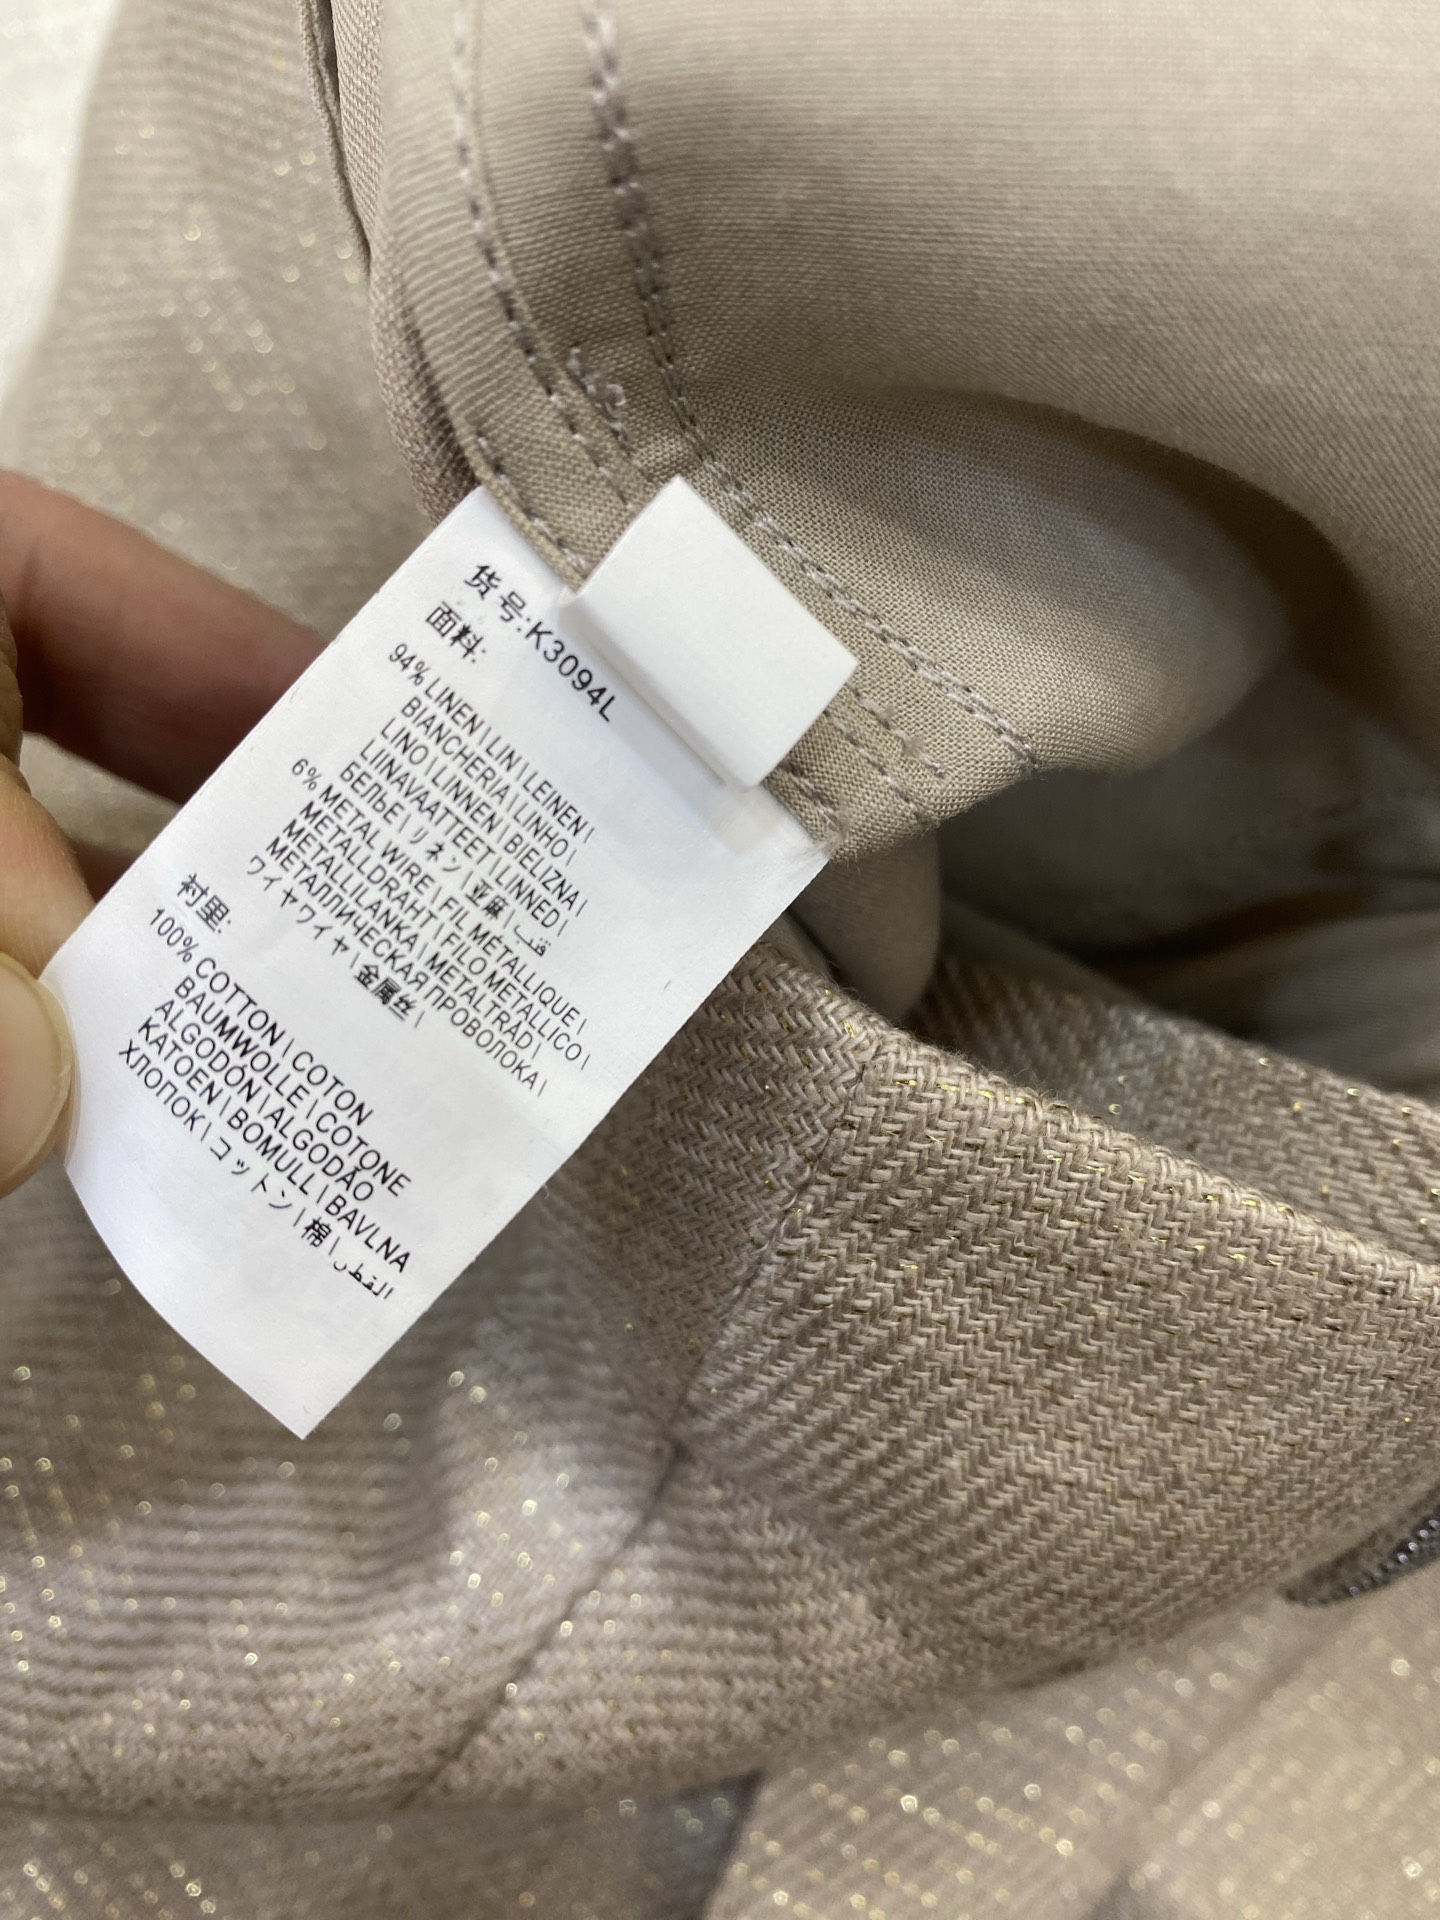 货号:K3094L
面料:
94% LINEN | LIN | LEINEN |
BIANCHERIA | LINHO |
LINO | LINNEN | BIELIZNA |
LIINAVAATTEET | LINNED |
БЕЛЬЕ | リネン | 亚麻 | قنب
6% METAL WIRE | FIL MÉTALLIQUE |
METALLDRAHT | FILO METALLICO |
METALLILANKA | METALTRÅD |
МЕТАЛЛИЧЕСКАЯ ПРОВОЛОКА |
ワイヤワイヤ | 金属丝 |
衬里:
100% COTTON | COTON
BAUMWOLLE | COTONE
ALGODÓN | ALGODÃO
KATOEN | BOMULL | BAVLNA
ХЛОПОК | コットン | 棉 | القطن